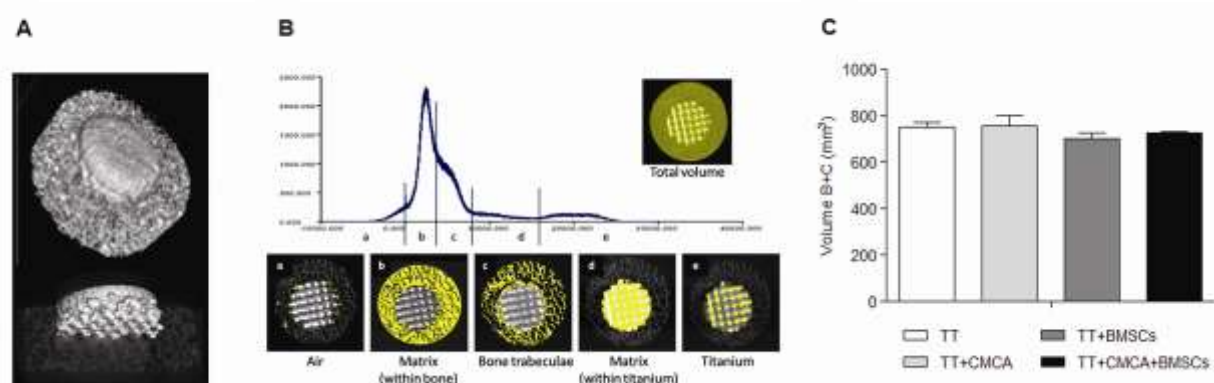 A
B
C
Total volume
a b c d e
a b c d e
Air
Matrix
(within bone)
Bone trabeculae
Matrix
(within titanium)
Titanium
Volume B+C (mm³)
1000
800
600
400
200
0
TT
TT+BMSCs
TT+CMCA
TT+CMCA+BMSCs